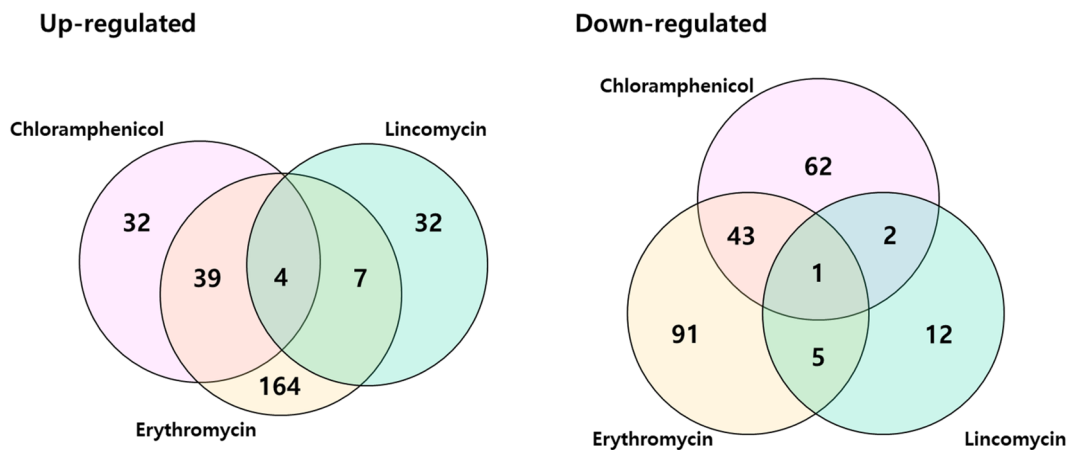 Up-regulated
Chloramphenicol
Lincomycin
32
32
39
4
7
164
Erythromycin
Down-regulated
Chloramphenicol
62
43
2
1
91
12
5
Erythromycin
Lincomycin